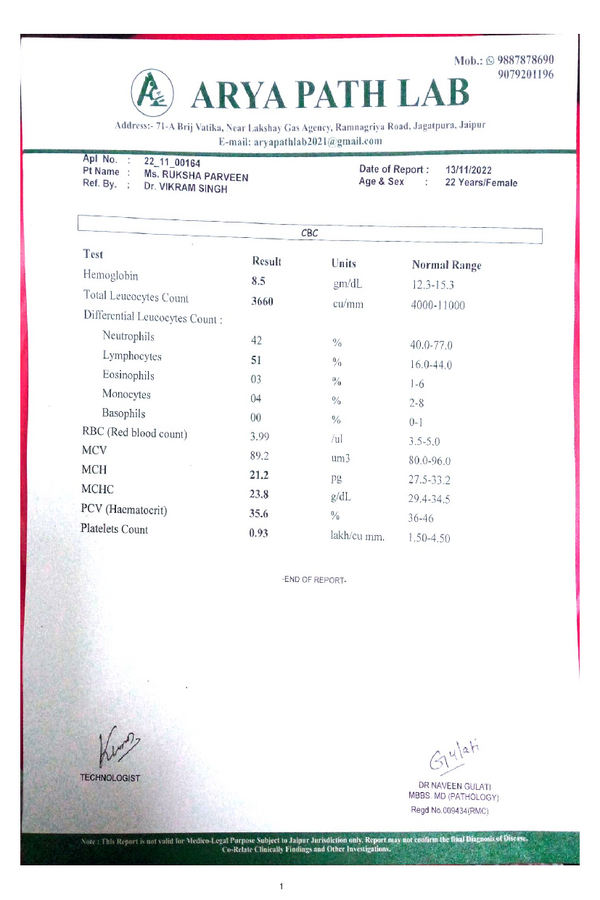 Mob.: 9887878690
9079201196
ARYA PATH LAB
Address:- 71-A Brij Vatika, Near Lakshay Gas Agency, Ramnagriya Road, Jagatpura, Jaipur
E-mail: aryapathlab2021@gmail.com
Apl No. : 22_11_00164
Pt Name : Ms. RUKSHA PARVEEN
Ref. By. : Dr. VIKRAM SINGH
Date of Report : 13/11/2022
Age & Sex : 22 Years/Female
CBC
Test Result Units Normal Range
Hemoglobin 8.5 gm/dL 12.3-15.3
Total Leucocytes Count 3660 cu/mm 4000-11000
Differential Leucocytes Count :
Neutrophils 42 % 40.0-77.0
Lymphocytes 51 % 16.0-44.0
Eosinophils 03 % 1-6
Monocytes 04 % 2-8
Basophils 00 % 0-1
RBC (Red blood count) 3.99 /ul 3.5-5.0
MCV 89.2 um3 80.0-96.0
MCH 21.2 pg 27.5-33.2
MCHC 23.8 g/dL 29.4-34.5
PCV (Haematocrit) 35.6 % 36-46
Platelets Count 0.93 lakh/cu mm. 1.50-4.50
-END OF REPORT-
TECHNOLOGIST
Gulati
DR NAVEEN GULATI
MBBS. MD (PATHOLOGY)
Regd No.009434(RMC)
Note : This Report is not valid for Medico-Legal Purpose Subject to Jaipur Jurisdiction only. Report may not confirm the final Diagnosis of Disease.
Co-Relate Clinically Findings and Other Investigations.
1